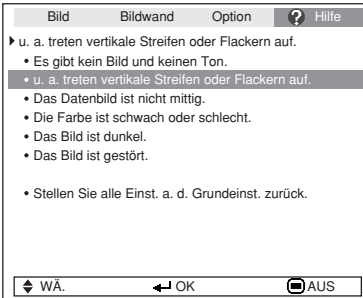 Bild Bildwand Option ? Hilfe
u. a. treten vertikale Streifen oder Flackern auf.
• Es gibt kein Bild und keinen Ton.
• u. a. treten vertikale Streifen oder Flackern auf.
• Das Datenbild ist nicht mittig.
• Die Farbe ist schwach oder schlecht.
• Das Bild ist dunkel.
• Das Bild ist gestört.
• Stellen Sie alle Einst. a. d. Grundeinst. zurück.
WÄ. OK AUS